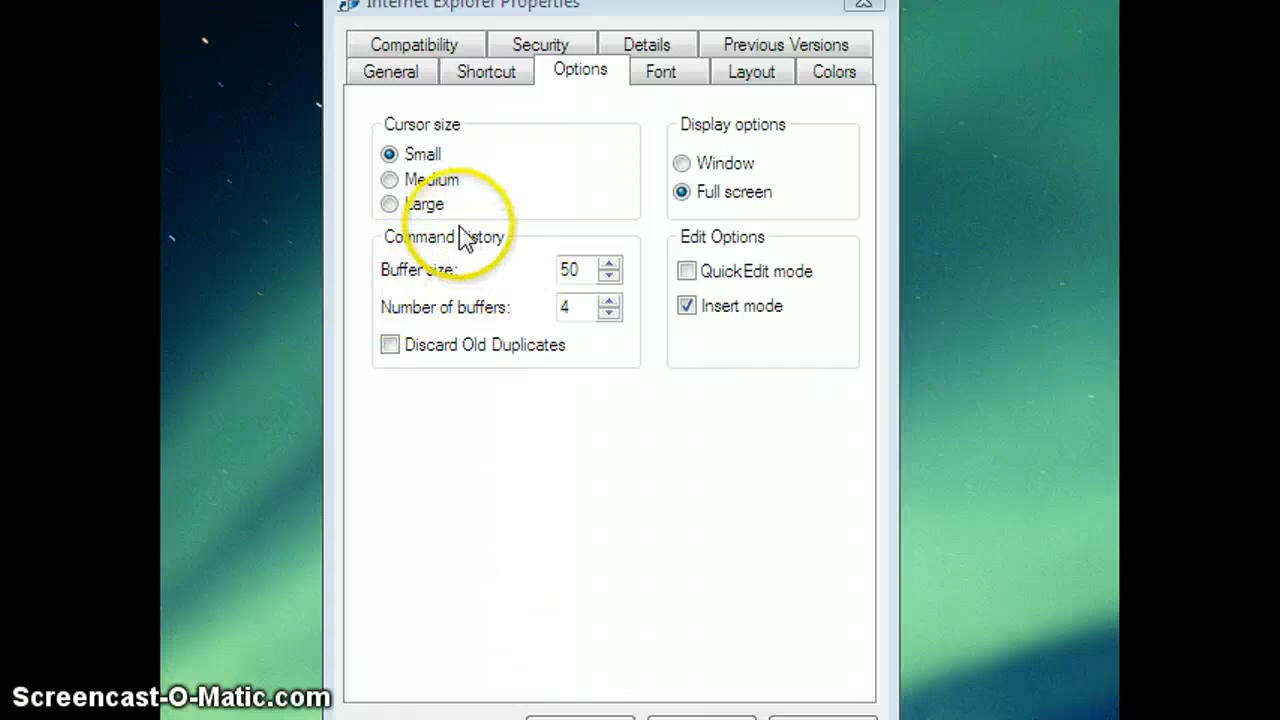 Internet Explorer Properties
Compatibility Security Details Previous Versions
General Shortcut Options Font Layout Colors
Cursor size
Small
Medium
Large
Display options
Window
Full screen
Command history
Buffer size: 50
Number of buffers: 4
Discard Old Duplicates
Edit Options
QuickEdit mode
Insert mode
Screencast-O-Matic.com